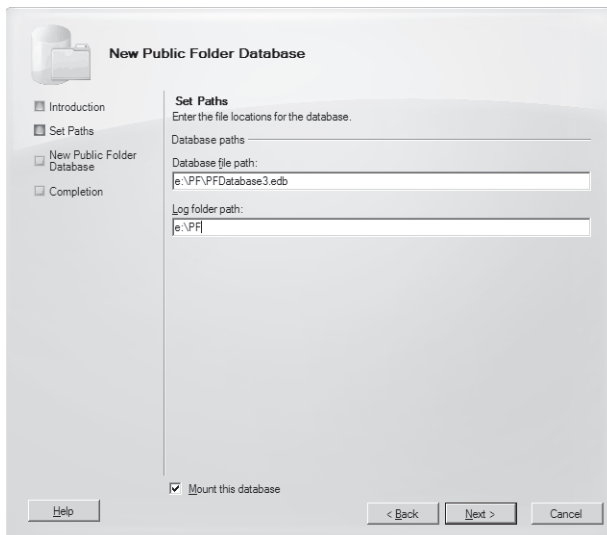 New Public Folder Database
Introduction
Set Paths
New Public Folder
Database
Completion
Set Paths
Enter the file locations for the database.
Database paths
Database file path:
e:\PF\PFDatabase3.edb
Log folder path:
e:\PF
Mount this database
Help
< Back
Next >
Cancel